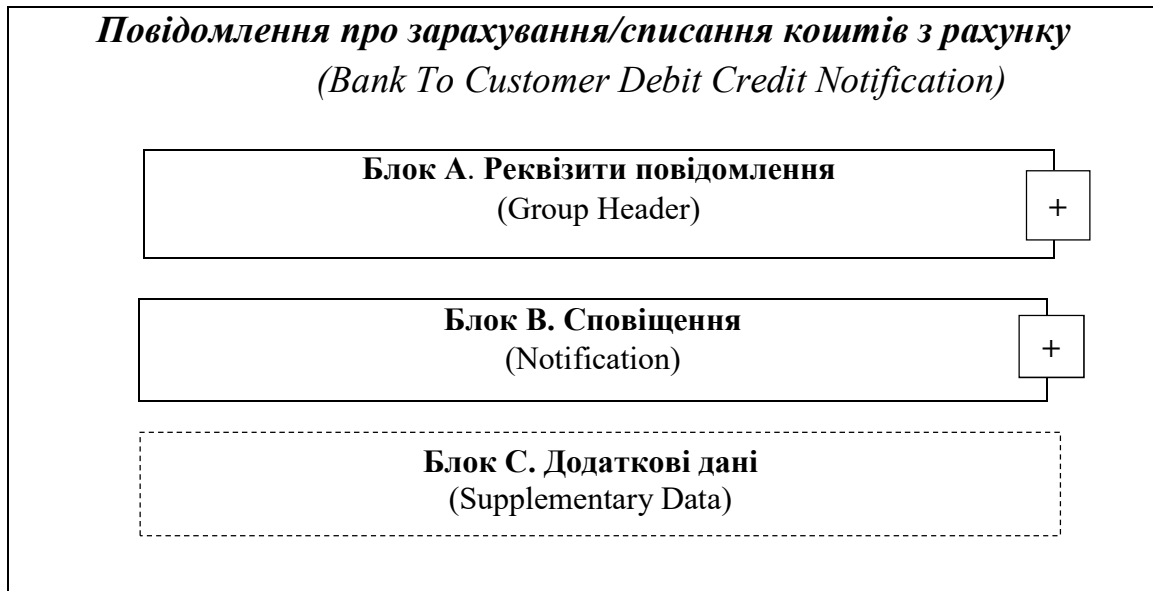 Повідомлення про зарахування/списання коштів з рахунку
(Bank To Customer Debit Credit Notification)
Блок А. Реквізити повідомлення
(Group Header)
+
Блок В. Сповіщення
(Notification)
+
Блок С. Додаткові дані
(Supplementary Data)